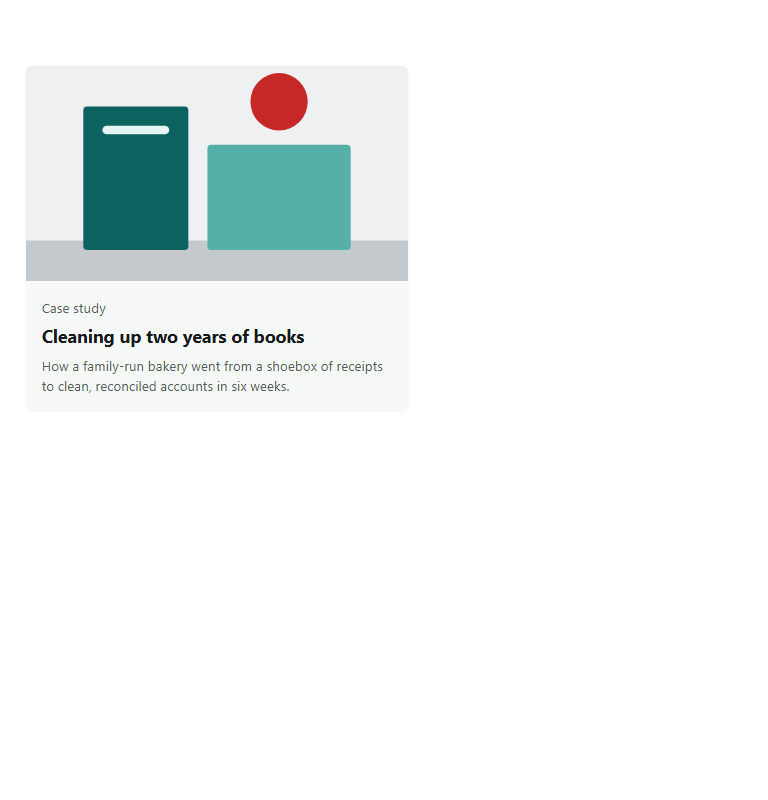 Case study
Cleaning up two years of books
How a family-run bakery went from a shoebox of receipts
to clean, reconciled accounts in six weeks.